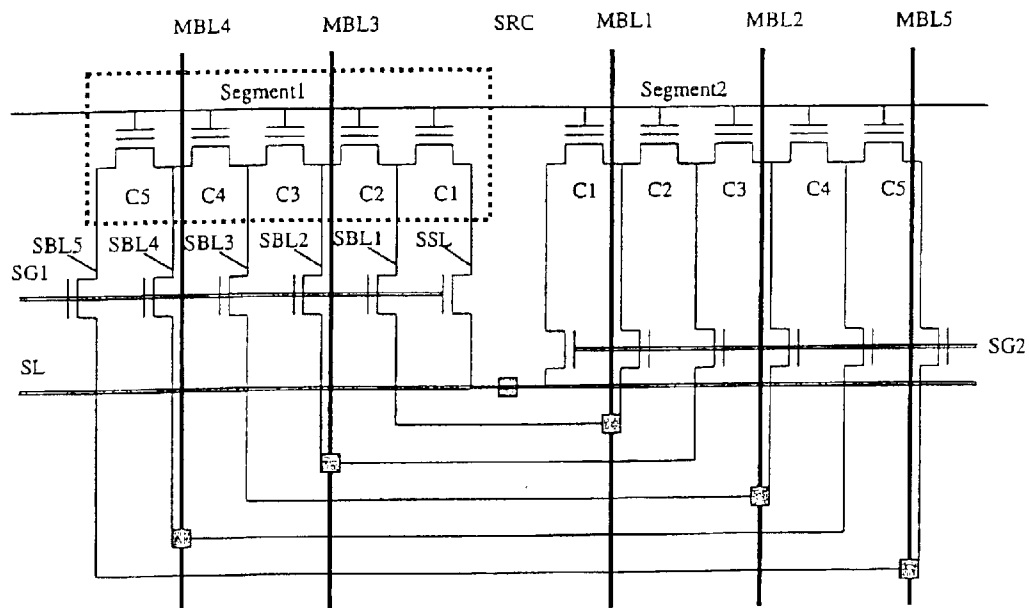 MBL4 MBL3 SRC MBL1 MBL2 MBL5
Segment1 Segment2
C5 C4 C3 C2 C1 C1 C2 C3 C4 C5
SBL5 SBL4 SBL3 SBL2 SBL1 SSL
SG1
SG2
SL